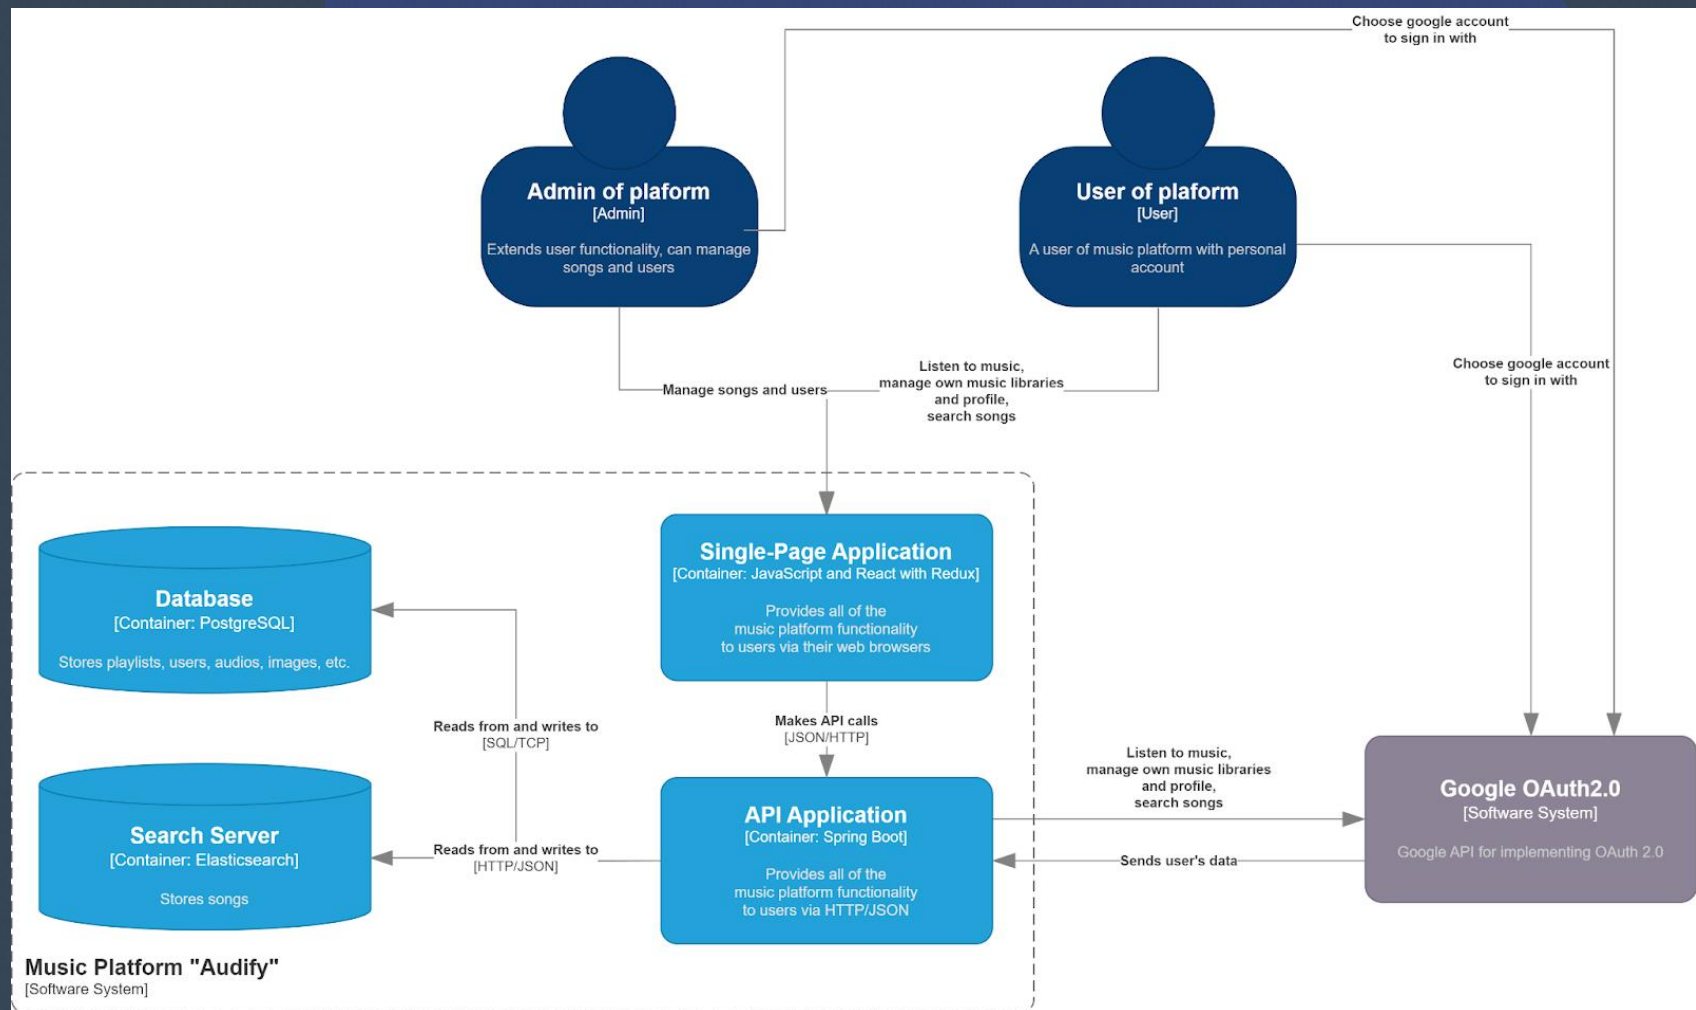 Choose google account
to sign in with
Admin of plaform
[Admin]
Extends user functionality, can manage
songs and users
User of plaform
[User]
A user of music platform with personal
account
Manage songs and users
Listen to music,
manage own music libraries
and profile,
search songs
Choose google account
to sign in with
Database
[Container: PostgreSQL]
Stores playlists, users, audios, images, etc.
Single-Page Application
[Container: JavaScript and React with Redux]
Provides all of the
music platform functionality
to users via their web browsers
Reads from and writes to
[SQL/TCP]
Makes API calls
[JSON/HTTP]
Search Server
[Container: Elasticsearch]
Stores songs
Reads from and writes to
[HTTP/JSON]
API Application
[Container: Spring Boot]
Provides all of the
music platform functionality
to users via HTTP/JSON
Listen to music,
manage own music libraries
and profile,
search songs
Sends user's data
Google OAuth2.0
[Software System]
Google API for implementing OAuth 2.0
Music Platform "Audify"
[Software System]